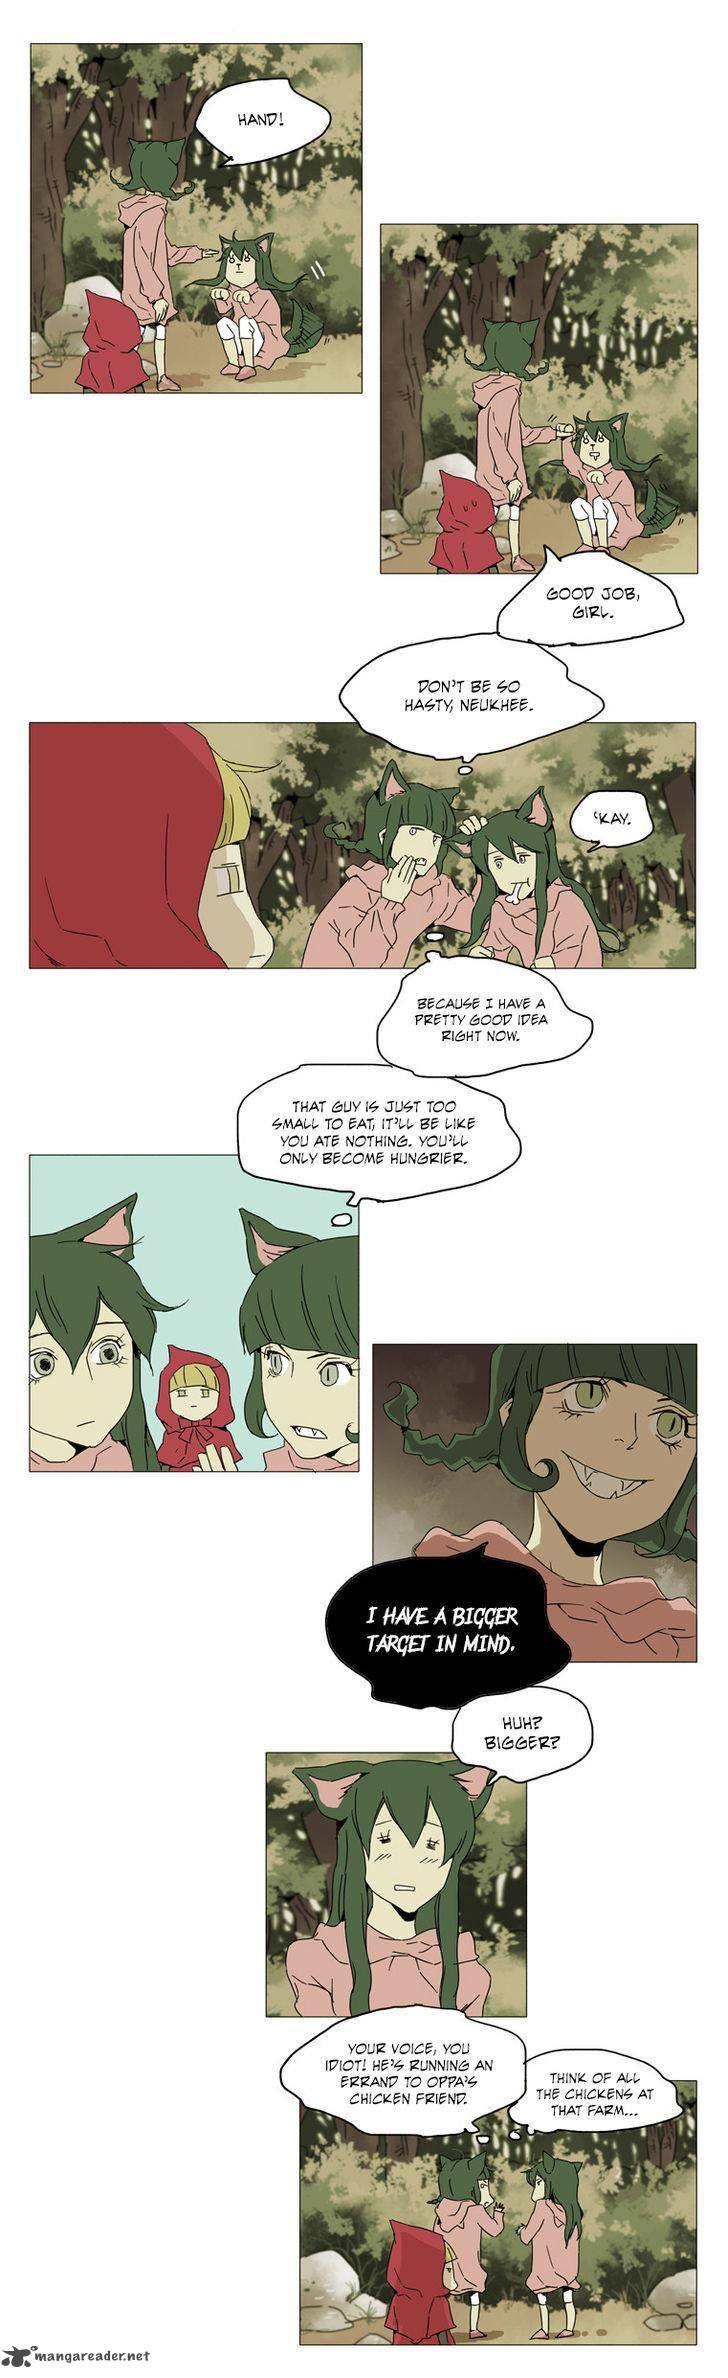 HAND!
GOOD JOB,
GIRL.
DON'T BE SO
HASTY, NEUKHEE.
'KAY.
BECAUSE I HAVE A
PRETTY GOOD IDEA
RIGHT NOW.
THAT GUY IS JUST TOO
SMALL TO EAT, IT'LL BE LIKE
YOU ATE NOTHING. YOU'LL
ONLY BECOME HUNGRIER.
I HAVE A BIGGER
TARGET IN MIND.
HUH?
BIGGER?
YOUR VOICE, YOU
IDIOT! HE'S RUNNING AN
ERRAND TO OPPA'S
CHICKEN FRIEND.
THINK OF ALL
THE CHICKENS AT
THAT FARM...
mangareader.net